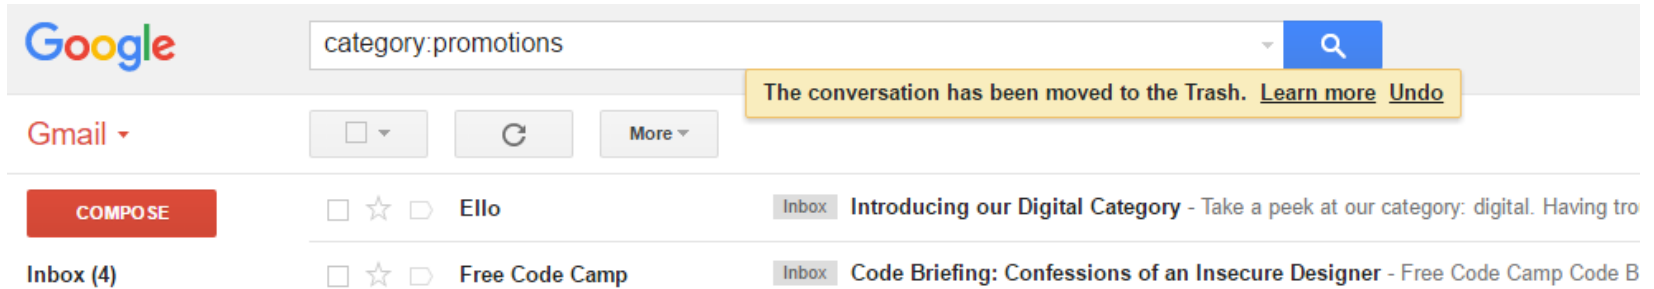 Google
category:promotions
The conversation has been moved to the Trash. Learn more Undo
Gmail
More
COMPOSE
Ello Inbox Introducing our Digital Category - Take a peek at our category: digital. Having tro
Inbox (4)
Free Code Camp Inbox Code Briefing: Confessions of an Insecure Designer - Free Code Camp Code B